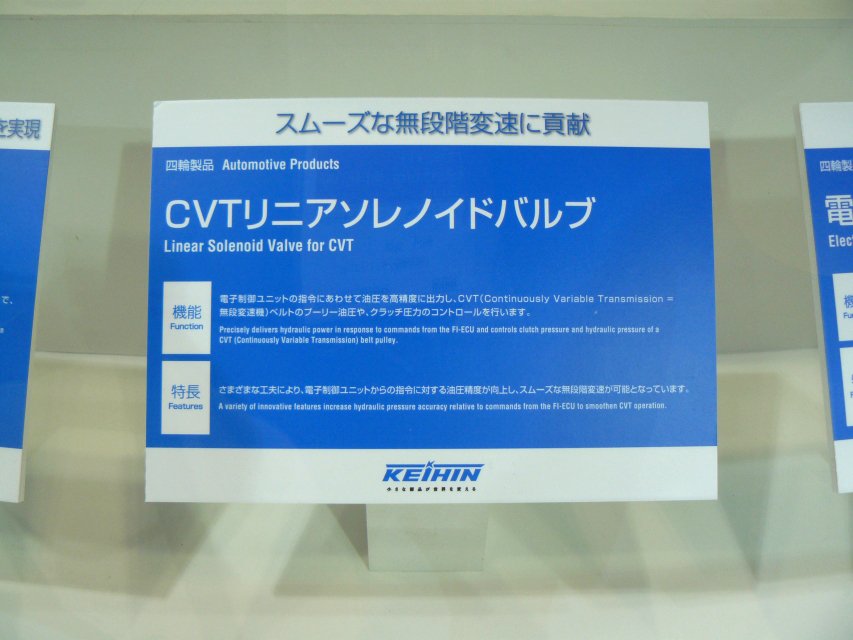 スムーズな無段階変速に貢献
四輪製品 Automotive Products
CVTリニアソレノイドバルブ
Linear Solenoid Valve for CVT
機能
Function
電子制御ユニットの指令にあわせて油圧を高精度に出力し、CVT(Continuously Variable Transmission =
無段変速機)ベルトのプーリー油圧や、クラッチ圧力のコントロールを行います。
Precisely delivers hydraulic power in response to commands from the FI-ECU and controls clutch pressure and hydraulic pressure of a
CVT (Continuously Variable Transmission) belt pulley.
特長
Features
さまざまな工夫により、電子制御ユニットからの指令に対する油圧精度が向上し、スムーズな無段階変速が可能となっています。
A variety of innovative features increase hydraulic pressure accuracy relative to commands from the FI-ECU to smoothen CVT operation.
KEIHIN
を実現
で、
四輪製
電
Elec
機